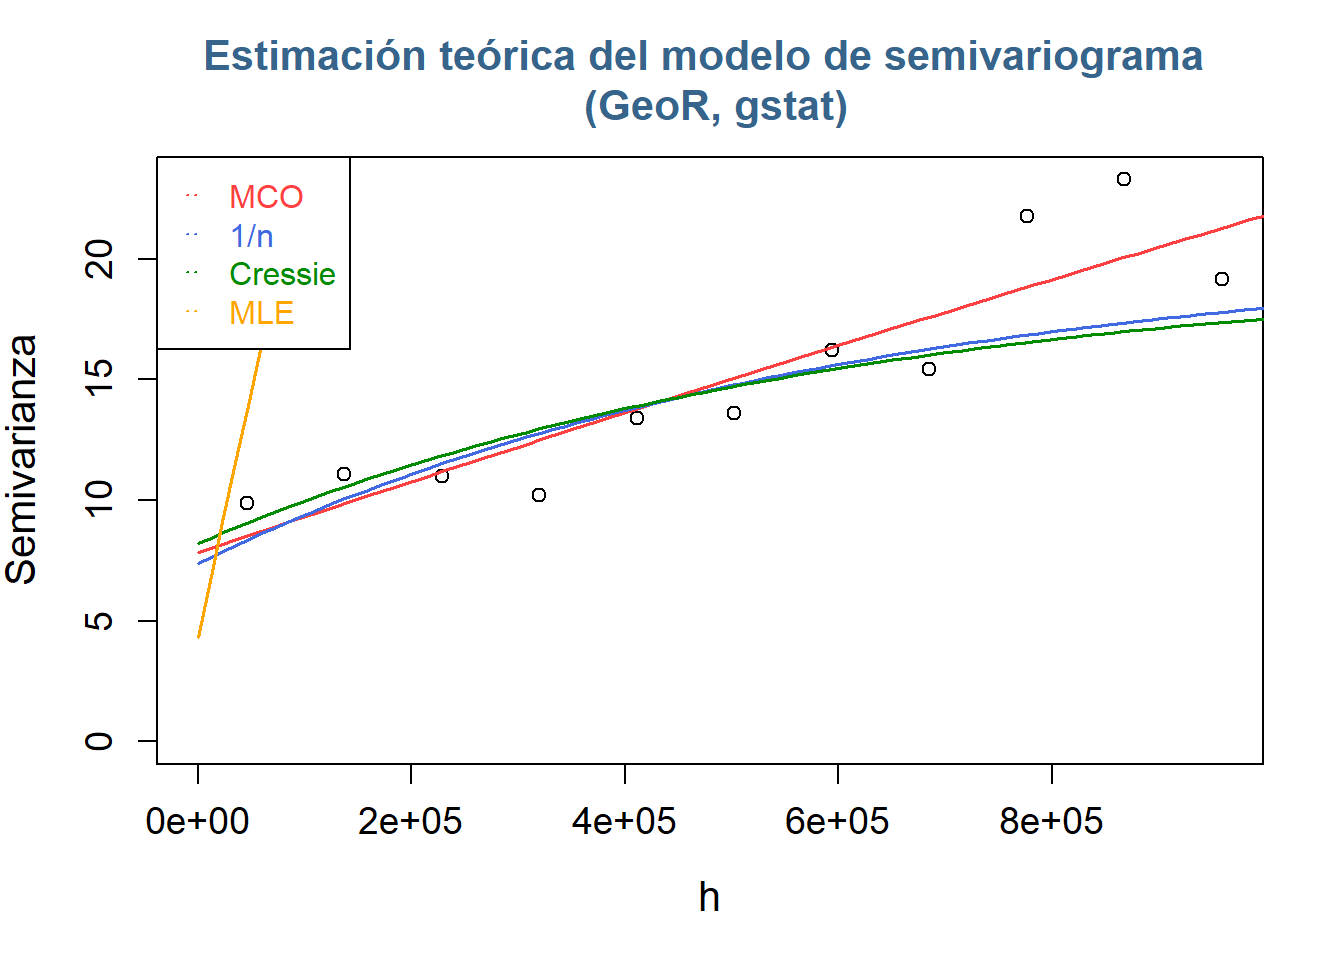 Estimación teórica del modelo de semivariograma
(GeoR, gstat)
MCO
1/n
Cressie
MLE
Semivarianza
20
15
10
5
0
0e+00 2e+05 4e+05 6e+05 8e+05
h